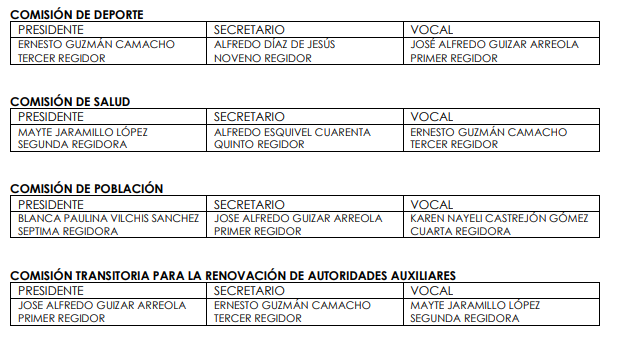 COMISIÓN DE DEPORTE
PRESIDENTE SECRETARIO VOCAL
ERNESTO GUZMÁN CAMACHO ALFREDO DÍAZ DE JESÚS JOSÉ ALFREDO GUIZAR ARREOLA
TERCER REGIDOR NOVENO REGIDOR PRIMER REGIDOR
COMISIÓN DE SALUD
PRESIDENTE SECRETARIO VOCAL
MAYTE JARAMILLO LÓPEZ ALFREDO ESQUIVEL CUARENTA ERNESTO GUZMÁN CAMACHO
SEGUNDA REGIDORA QUINTO REGIDOR TERCER REGIDOR
COMISIÓN DE POBLACIÓN
PRESIDENTE SECRETARIO VOCAL
BLANCA PAULINA VILCHIS SANCHEZ JOSE ALFREDO GUIZAR ARREOLA KAREN NAYELI CASTREJÓN GÓMEZ
SEPTIMA REGIDORA PRIMER REGIDOR CUARTA REGIDORA
COMISIÓN TRANSITORIA PARA LA RENOVACIÓN DE AUTORIDADES AUXILIARES
PRESIDENTE SECRETARIO VOCAL
JOSE ALFREDO GUIZAR ARREOLA ERNESTO GUZMÁN CAMACHO MAYTE JARAMILLO LÓPEZ
PRIMER REGIDOR TERCER REGIDOR SEGUNDA REGIDORA